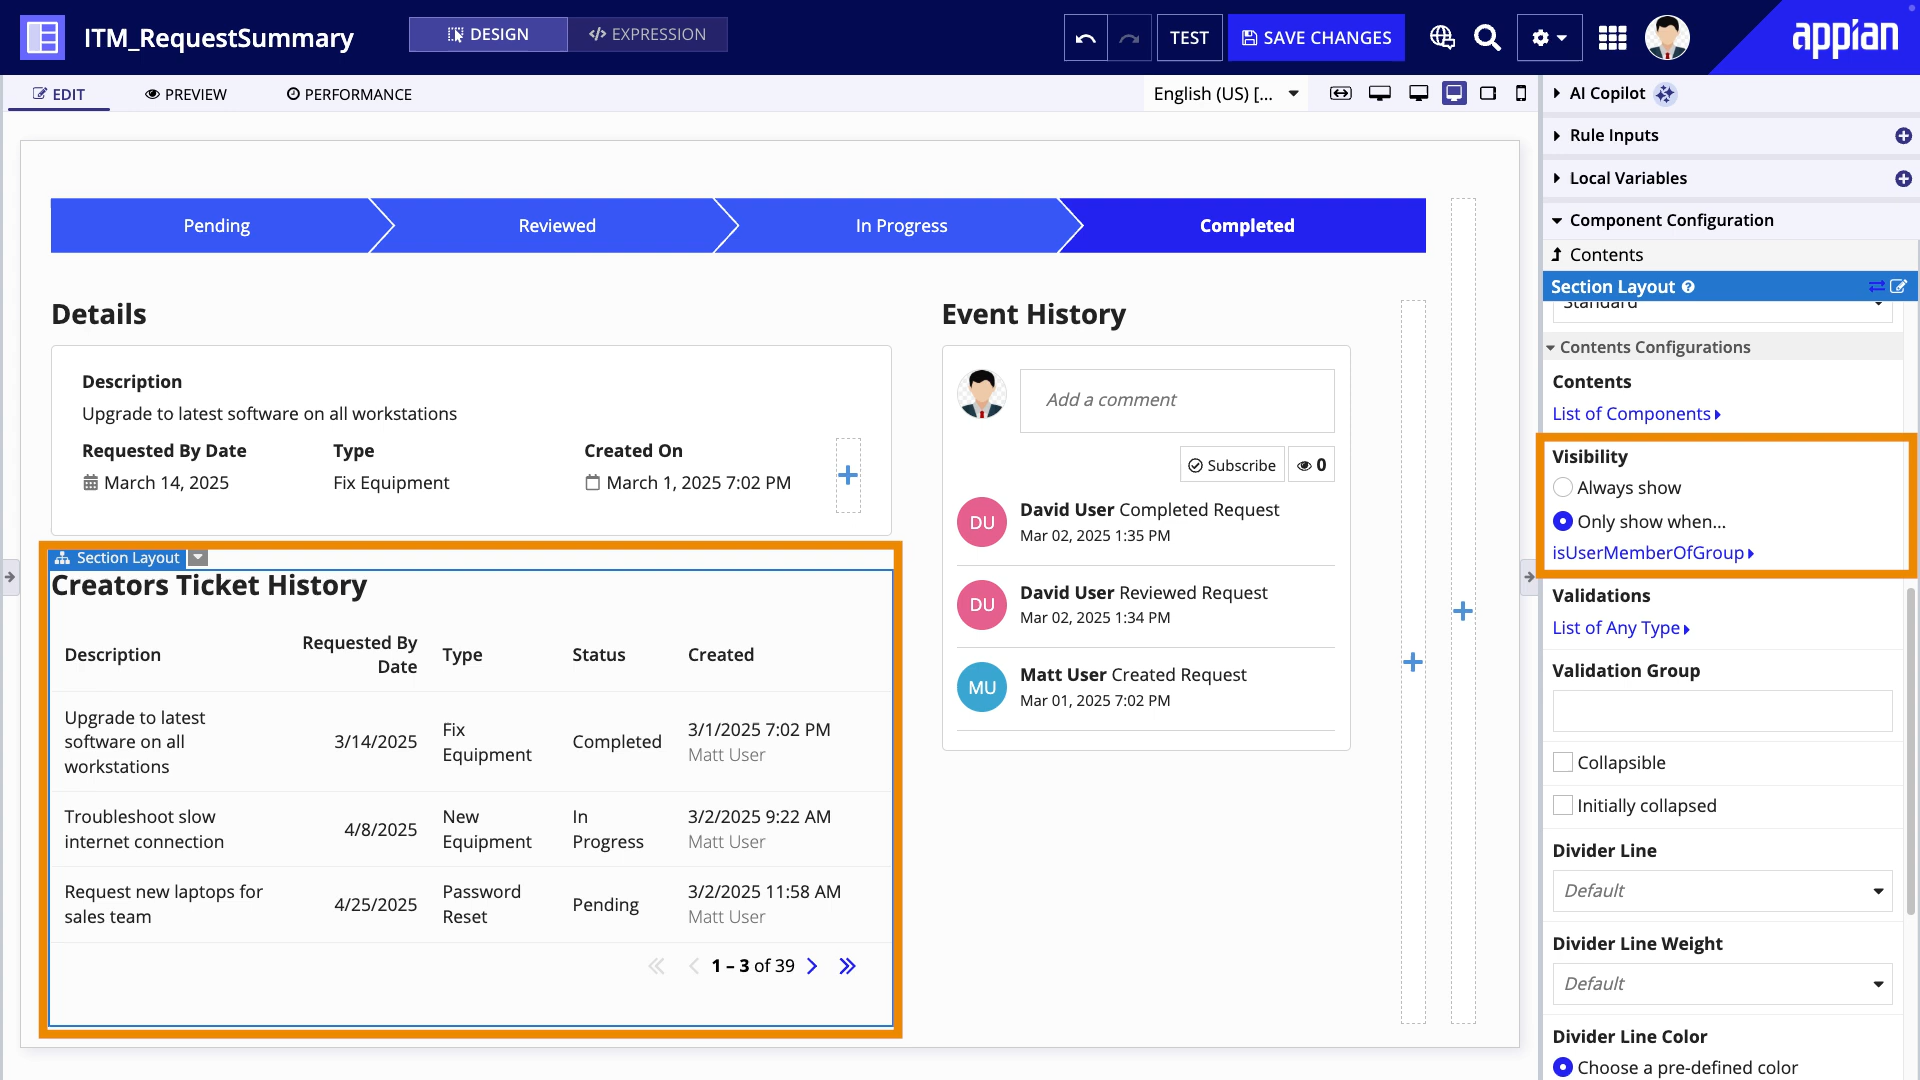 ITM_RequestSummary
DESIGN
EXPRESSION
TEST
SAVE CHANGES
appian
EDIT
PREVIEW
PERFORMANCE
English (US) [...
AI Copilot
Rule Inputs
Local Variables
Component Configuration
Contents
Section Layout
Standard
Contents Configurations
Contents
List of Components
Visibility
Always show
Only show when...
isUserMemberOfGroup
Validations
List of Any Type
Validation Group
Collapsible
Initially collapsed
Divider Line
Default
Divider Line Weight
Default
Divider Line Color
Choose a pre-defined color
Pending
Reviewed
In Progress
Completed
Details
Description
Upgrade to latest software on all workstations
Requested By Date
Type
Created On
March 14, 2025
Fix Equipment
March 1, 2025 7:02 PM
Section Layout
Creators Ticket History
Description
Requested By
Date
Type
Status
Created
Upgrade to latest
software on all
workstations
3/14/2025
Fix
Equipment
Completed
3/1/2025 7:02 PM
Matt User
Troubleshoot slow
internet connection
4/8/2025
New
Equipment
In
Progress
3/2/2025 9:22 AM
Matt User
Request new laptops for
sales team
4/25/2025
Password
Reset
Pending
3/2/2025 11:58 AM
Matt User
1 – 3 of 39
Event History
Add a comment
Subscribe
0
DU
David User Completed Request
Mar 02, 2025 1:35 PM
DU
David User Reviewed Request
Mar 02, 2025 1:34 PM
MU
Matt User Created Request
Mar 01, 2025 7:02 PM